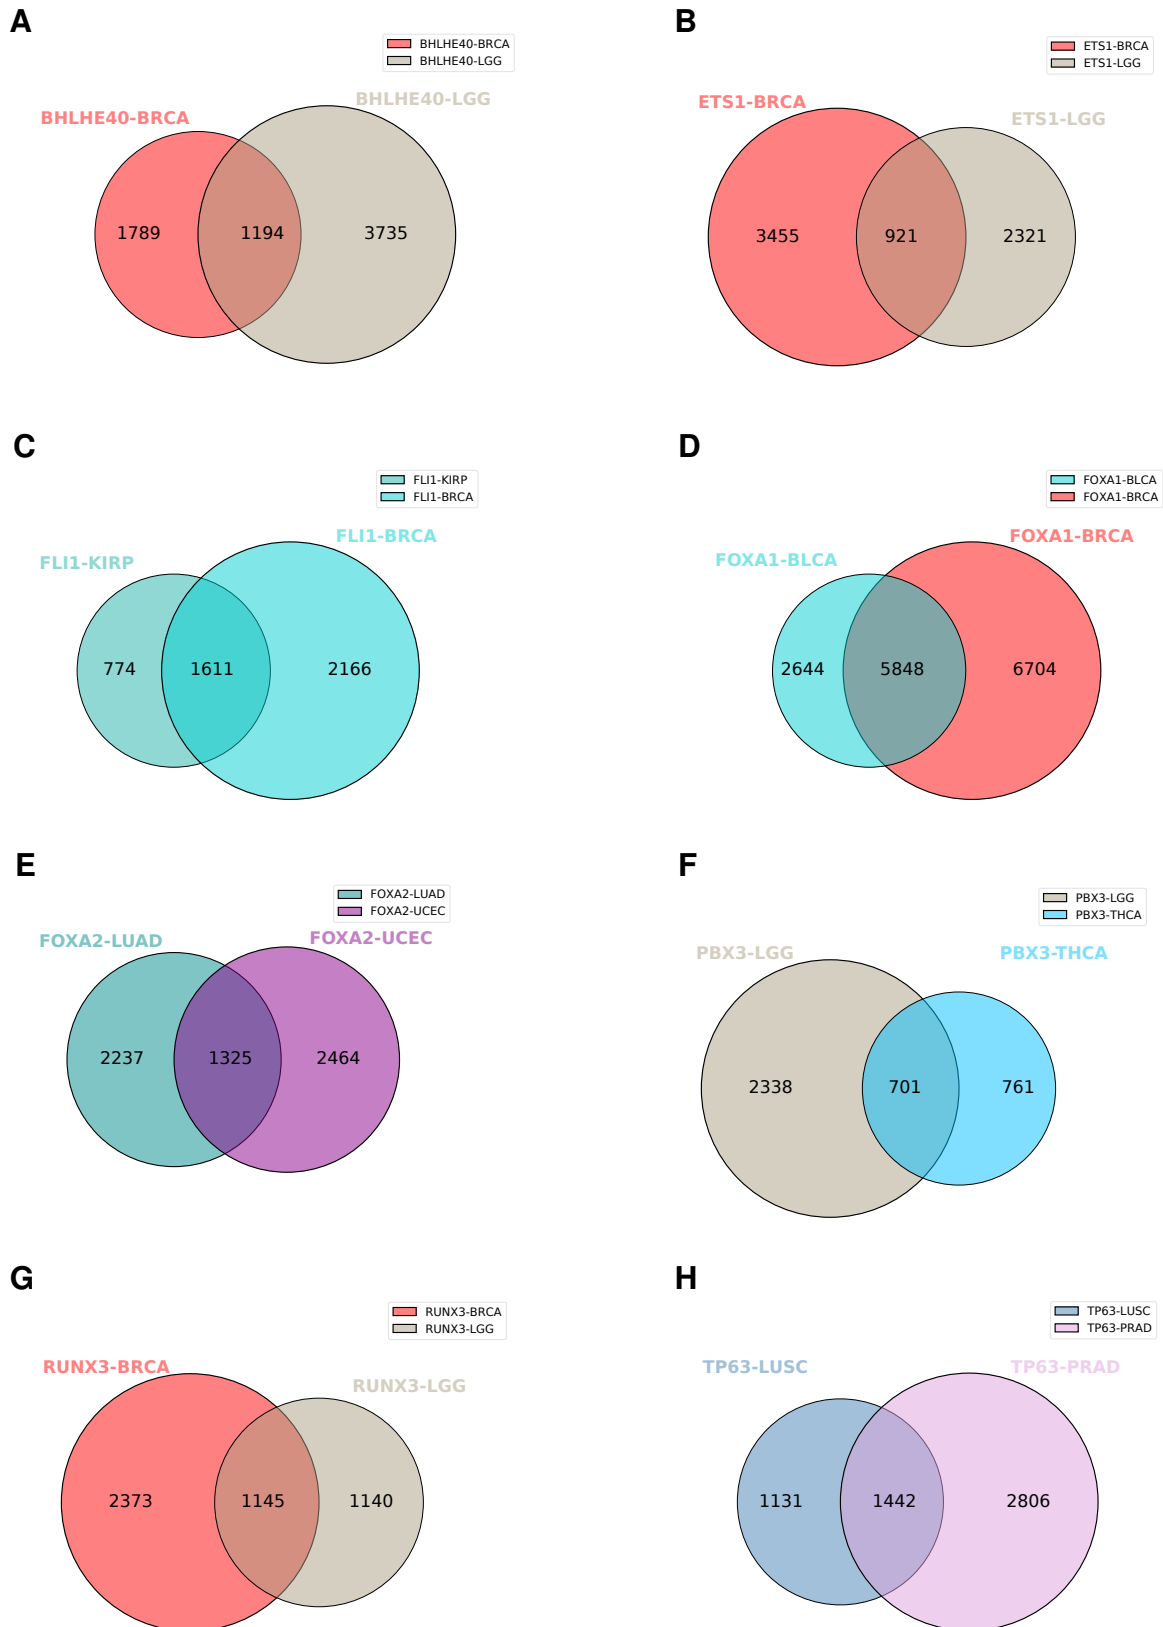 A
BHLHE40-BRCA
BHLHE40-LGG
BHLHE40-LGG
BHLHE40-BRCA
1789
1194
3735
B
ETS1-BRCA
ETS1-LGG
ETS1-BRCA
ETS1-LGG
3455
921
2321
C
FLI1-KIRP
FLI1-BRCA
FLI1-BRCA
FLI1-KIRP
774
1611
2166
D
FOXA1-BLCA
FOXA1-BRCA
FOXA1-BRCA
FOXA1-BLCA
2644
5848
6704
E
FOXA2-LUAD
FOXA2-UCEC
FOXA2-UCEC
FOXA2-LUAD
2237
1325
2464
F
PBX3-LGG
PBX3-THCA
PBX3-LGG
PBX3-THCA
2338
701
761
G
RUNX3-BRCA
RUNX3-LGG
RUNX3-BRCA
RUNX3-LGG
2373
1145
1140
H
TP63-LUSC
TP63-PRAD
TP63-LUSC
TP63-PRAD
1131
1442
2806